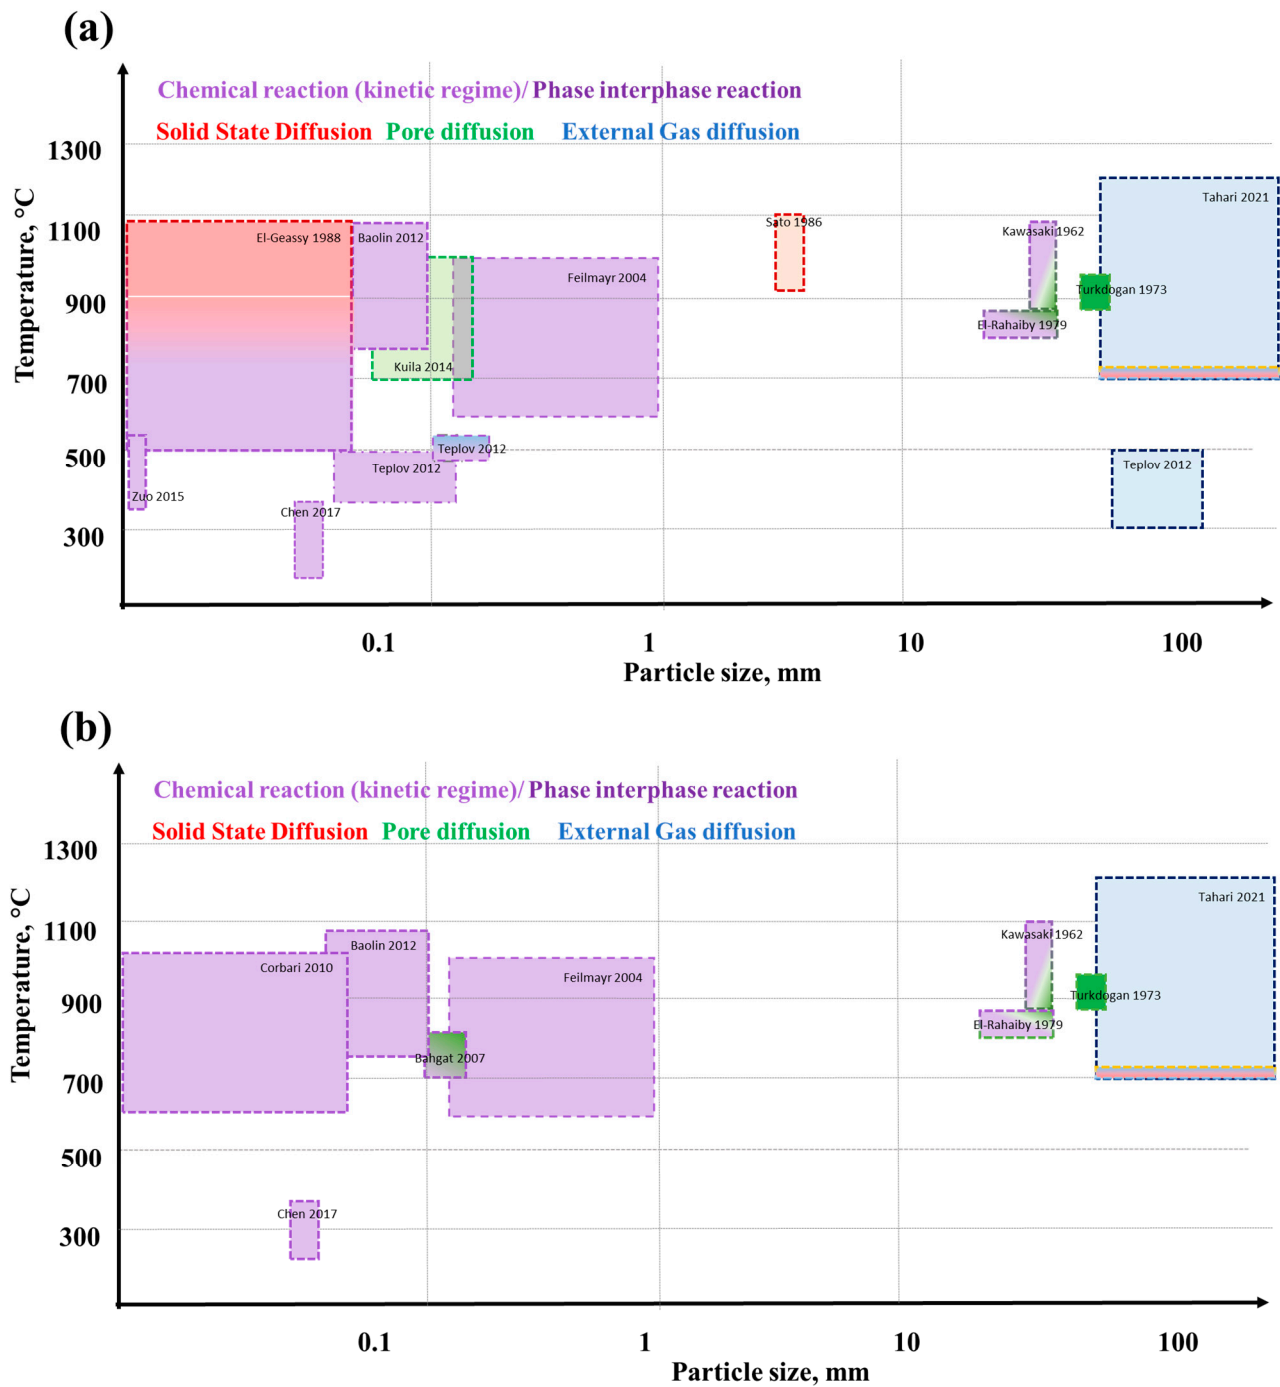 (a)
Chemical reaction (kinetic regime)/ Phase interphase reaction
Solid State Diffusion Pore diffusion External Gas diffusion
1300
1100
900
700
500
300
Temperature, °C
El-Geassy 1988
Baolin 2012
Kuila 2014
Feilmayr 2004
Sato 1986
Kawasaki 1962
Tahari 2021
Turkdogan 1973
El-Rahaiby 1979
Teplov 2012
Teplov 2012
Teplov 2012
Zuo 2015
Chen 2017
0.1 1 10 100
Particle size, mm
(b)
Chemical reaction (kinetic regime)/ Phase interphase reaction
Solid State Diffusion Pore diffusion External Gas diffusion
1300
1100
900
700
500
300
Temperature, °C
Corbari 2010
Baolin 2012
Bahgat 2007
Feilmayr 2004
Kawasaki 1962
Tahari 2021
Turkdogan 1973
El-Rahaiby 1979
Chen 2017
0.1 1 10 100
Particle size, mm